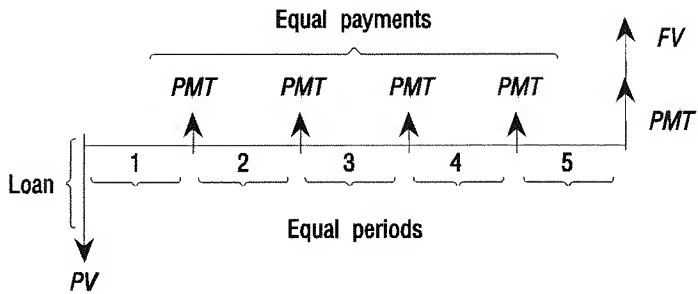 Equal payments
FV
PMT PMT PMT PMT
PMT
1 2 3 4 5
Loan
Equal periods
PV